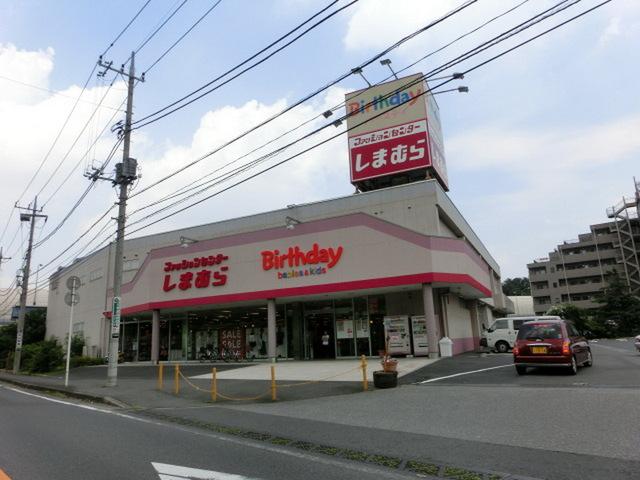 Birthday
ファッションセンター
しまむら
ファッションセンター
しまむら
Birthday
babies & kids
SALE
SALE